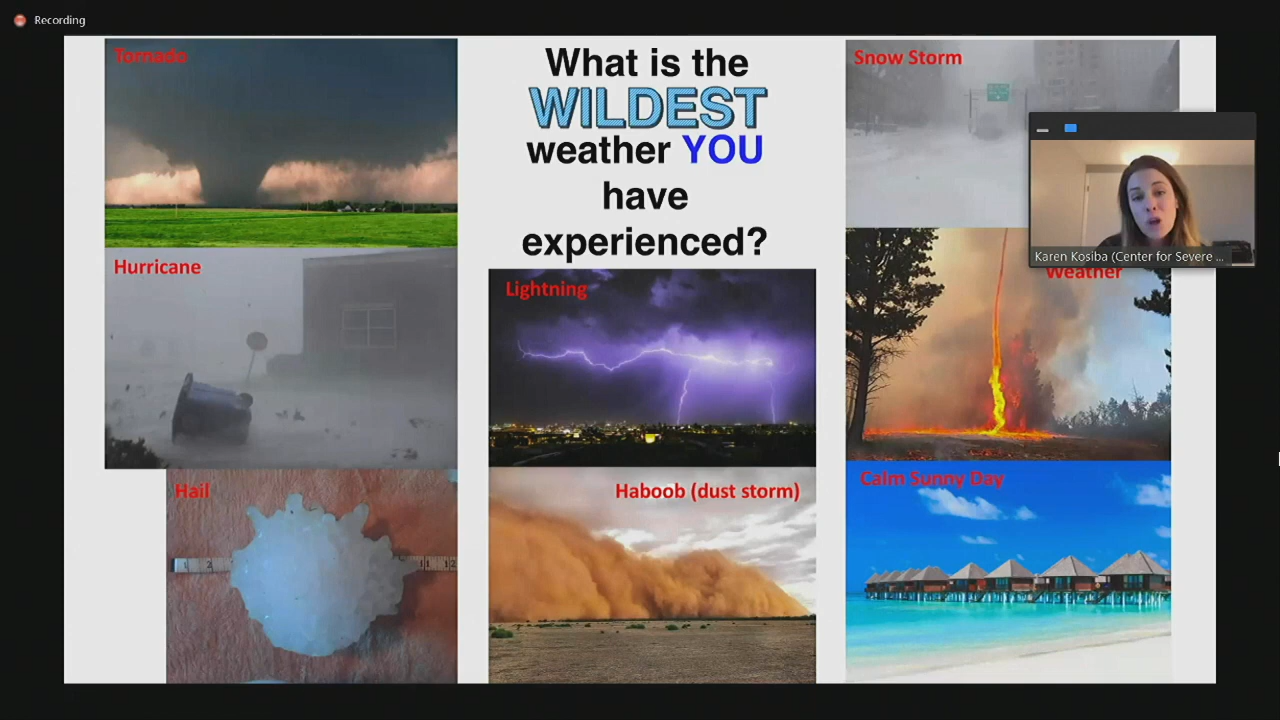 Recording
Tornado
What is the
WILDEST
weather YOU
have
experienced?
Snow Storm
Karen Kosiba (Center for Severe ...
Hurricane
Lightning
Weather
Hail
Haboob (dust storm)
Calm Sunny Day